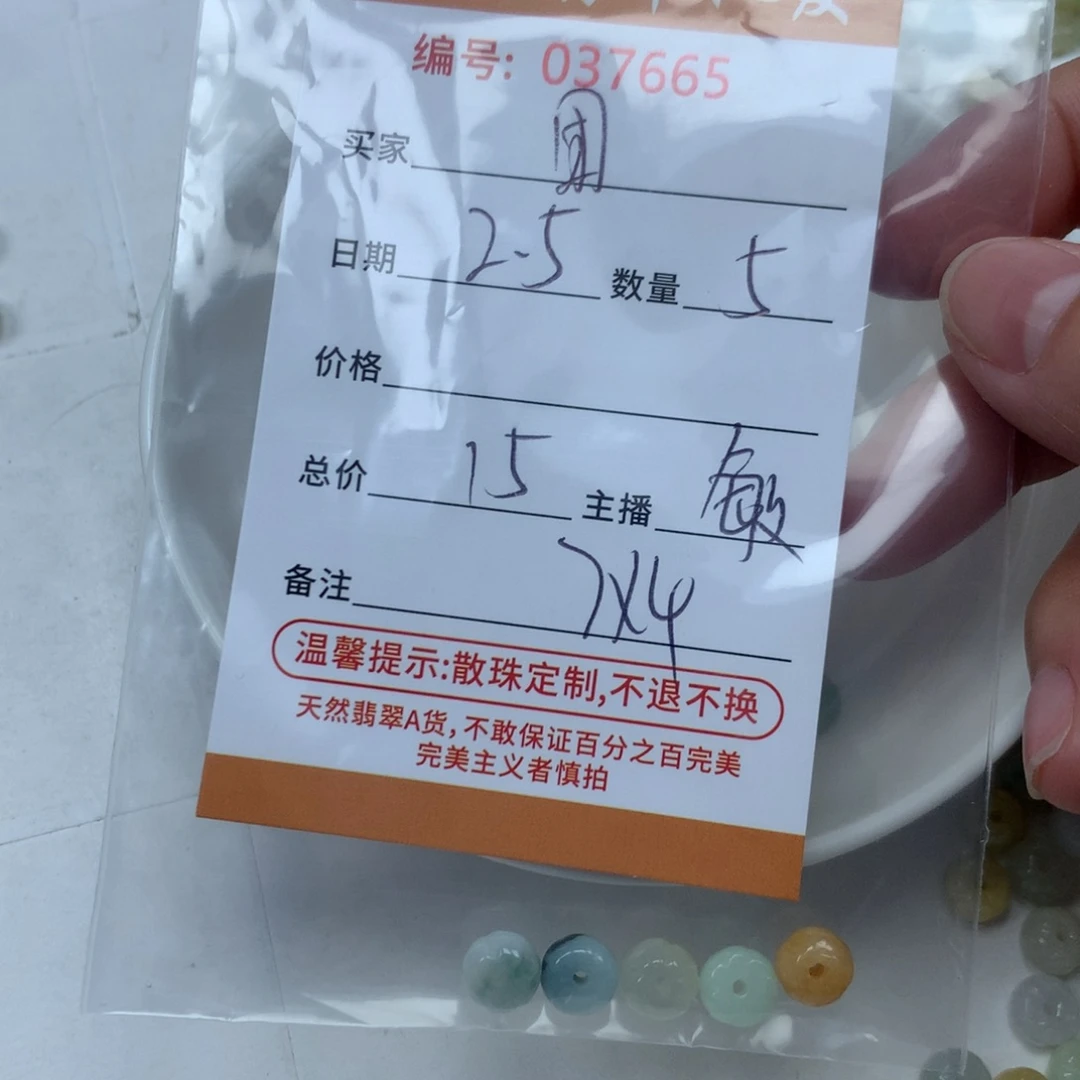 编号: 037665
买家
日期 2-5 数量 5
价格
总价 15 主播 敏
备注 7x4
温馨提示:散珠定制,不退不换
天然翡翠A货,不敢保证百分之百完美
完美主义者慎拍